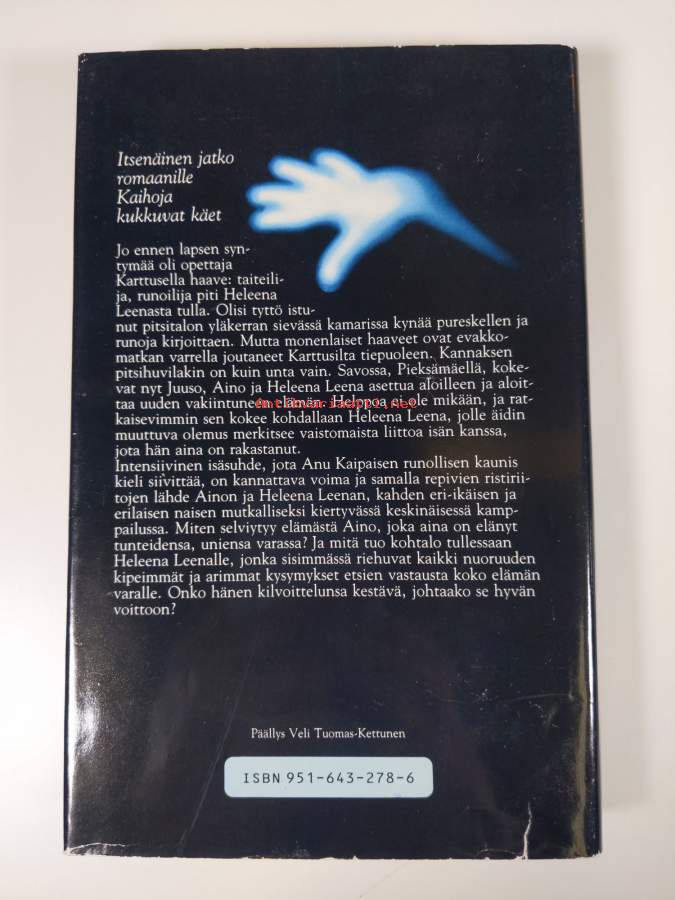 Itsenäinen jatko
romaanille
Kaihoja
kukkuvat käet
Jo ennen lapsen syn-
tymää oli opettaja
Karttusella haave: taiteili-
ja, runoilija piti Heleena
Leenasta tulla. Olisi tyttö istu-
nut pitsitalon yläkerran sievässä kamarissa kynää pureskellen ja
runoja kirjoittaen. Mutta monenlaiset haaveet ovat evakko-
matkan varrella joutaneet Karttusilta tiepuoleen. Kannaksen
pitsihuvilakin on kuin unta vain. Savossa, Pieksämäellä, koke-
vat nyt Juuso, Aino ja Heleena Leena asettua aloilleen ja aloit-
taa uuden vakiintuneen elämän. Helppoa ei ole mikään, ja rat-
antikvariaatti.net
kaisevimmin sen kokee kohdallaan Heleena Leena, jolle äidin
muuttuva olemus merkitsee vaistomaista liittoa isän kanssa,
jota hän aina on rakastanut.
Intensiivinen isäsuhde, jota Anu Kaipaisen runollisen kaunis
kieli siivittää, on kannattava voima ja samalla repivien ristirii-
tojen lähde Ainon ja Heleena Leenan, kahden eri-ikäisen ja
erilaisen naisen mutkalliseksi kiertyvässä keskinäisessä kamp-
pailussa. Miten selviytyy elämästä Aino, joka aina on elänyt
tunteidensa, uniensa varassa? Ja mitä tuo kohtalo tullessaan
Heleena Leenalle, jonka sisimmässä riehuvat kaikki nuoruuden
kipeimmät ja arimmat kysymykset etsien vastausta koko elämän
varalle. Onko hänen kilvoittelunsa kestävä, johtaako se hyvän
voittoon?
Päällys Veli Tuomas-Kettunen
ISBN 951-643-278-6